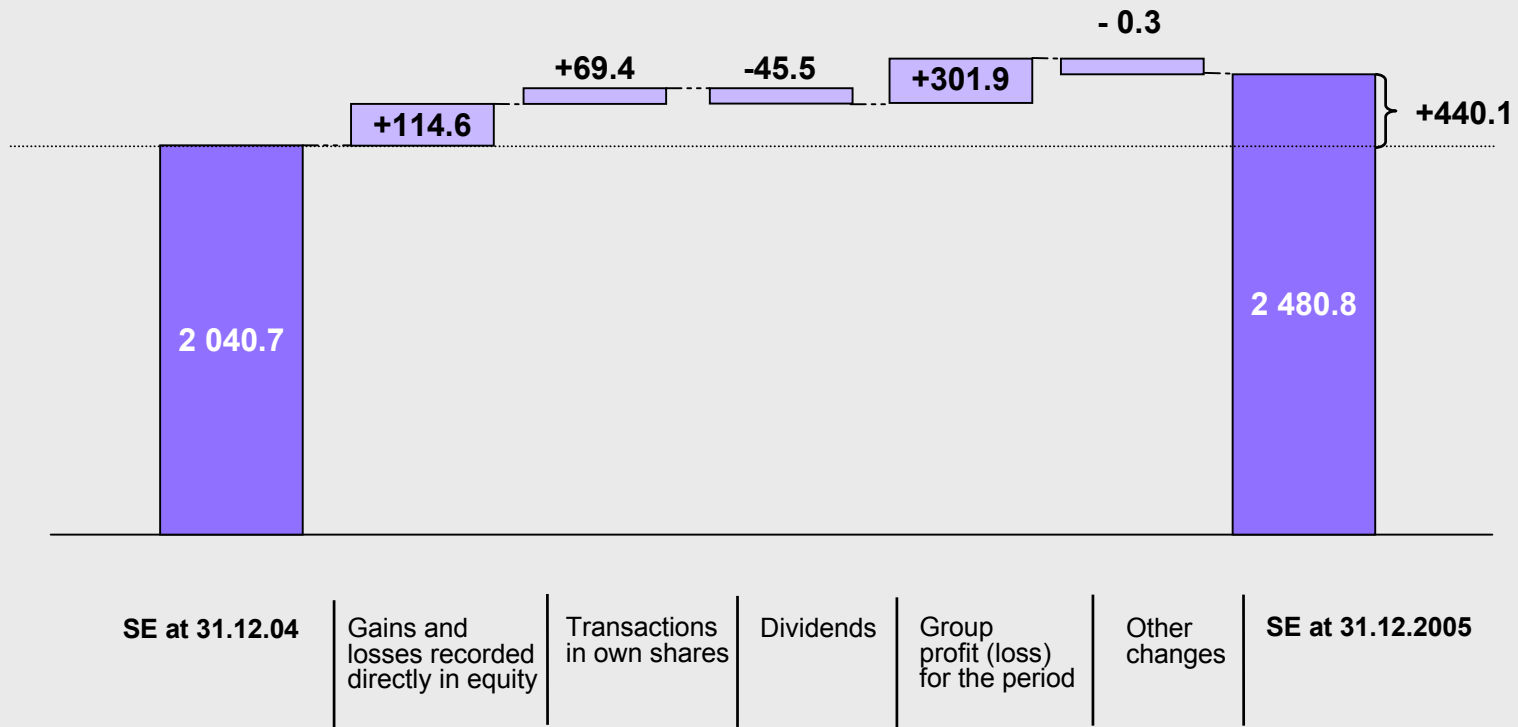 - 0.3
+69.4
-45.5
+301.9
+440.1
+114.6
2 040.7
2 480.8
SE at 31.12.04
Gains and
losses recorded
directly in equity
Transactions
in own shares
Dividends
Group
profit (loss)
for the period
Other
changes
SE at 31.12.2005